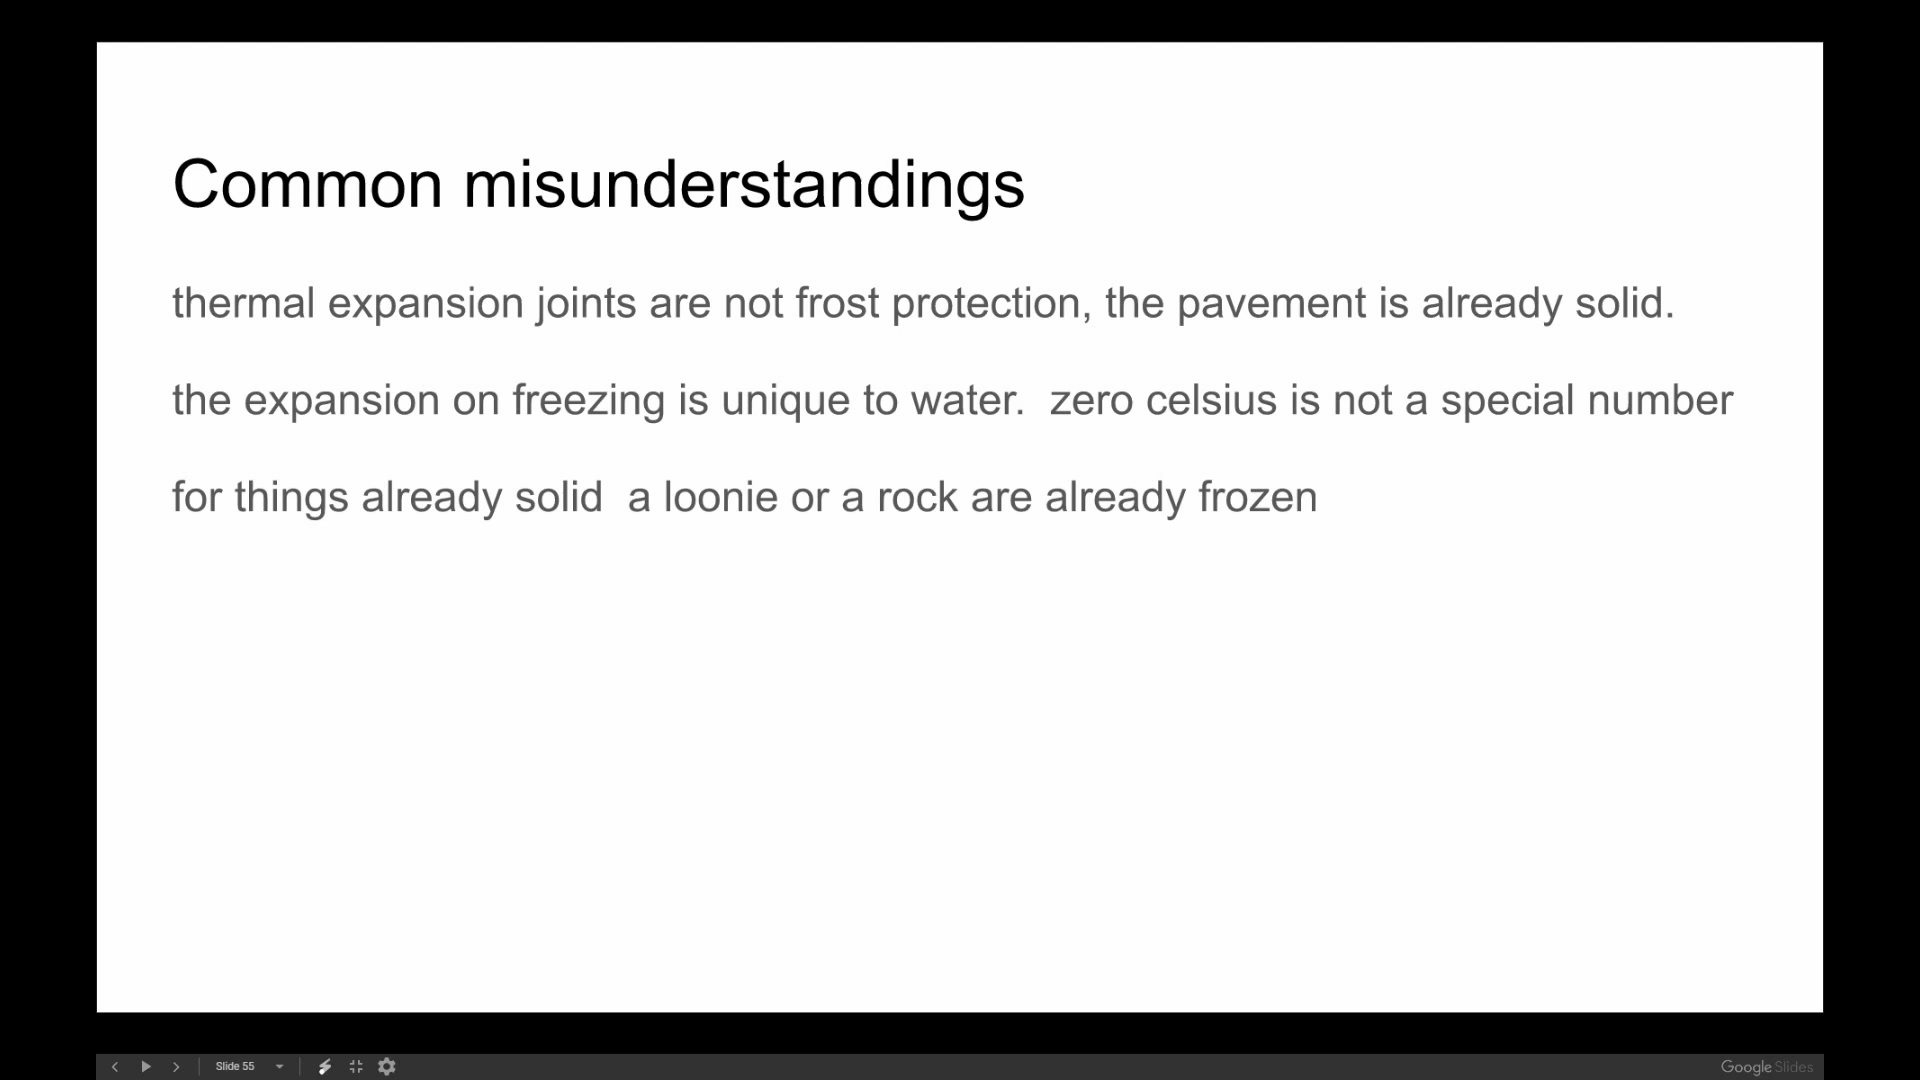 Common misunderstandings
thermal expansion joints are not frost protection, the pavement is already solid.
the expansion on freezing is unique to water.  zero celsius is not a special number
for things already solid  a loonie or a rock are already frozen
Slide 55
Google Slides